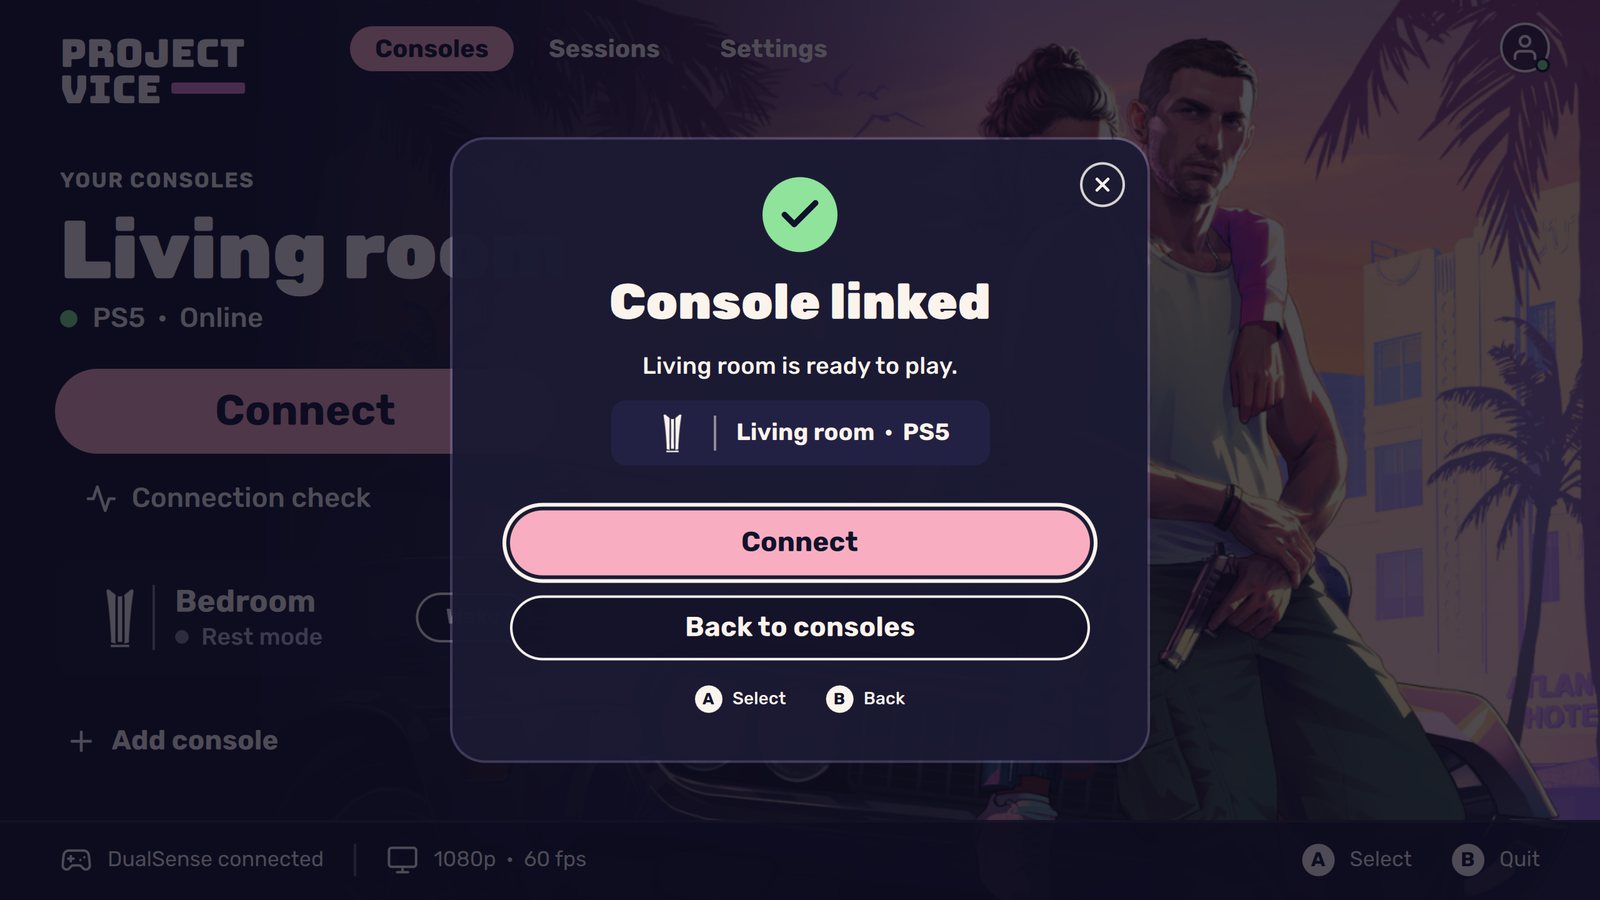 PROJECT
VICE
Consoles
Sessions
Settings
YOUR CONSOLES
Living room
PS5 • Online
Connect
Connection check
Bedroom
Rest mode
+ Add console
Console linked
Living room is ready to play.
Living room • PS5
Connect
Back to consoles
A Select
B Back
DualSense connected
1080p • 60 fps
A Select
B Quit
HOTE